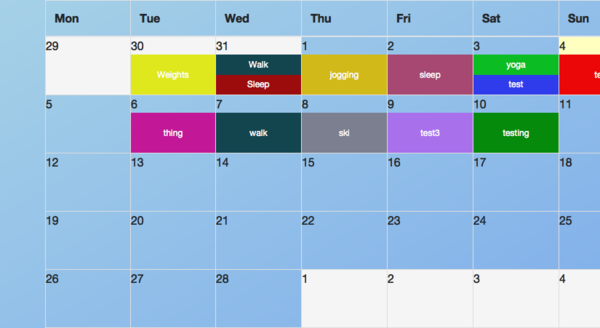 Mon Tue Wed Thu Fri Sat Sun
29 30 31 1 2 3 4
Weights Walk jogging sleep yoga
Sleep test
5 6 7 8 9 10 11
thing walk ski test3 testing
12 13 14 15 16 17 18
19 20 21 22 23 24 25
26 27 28 1 2 3 4